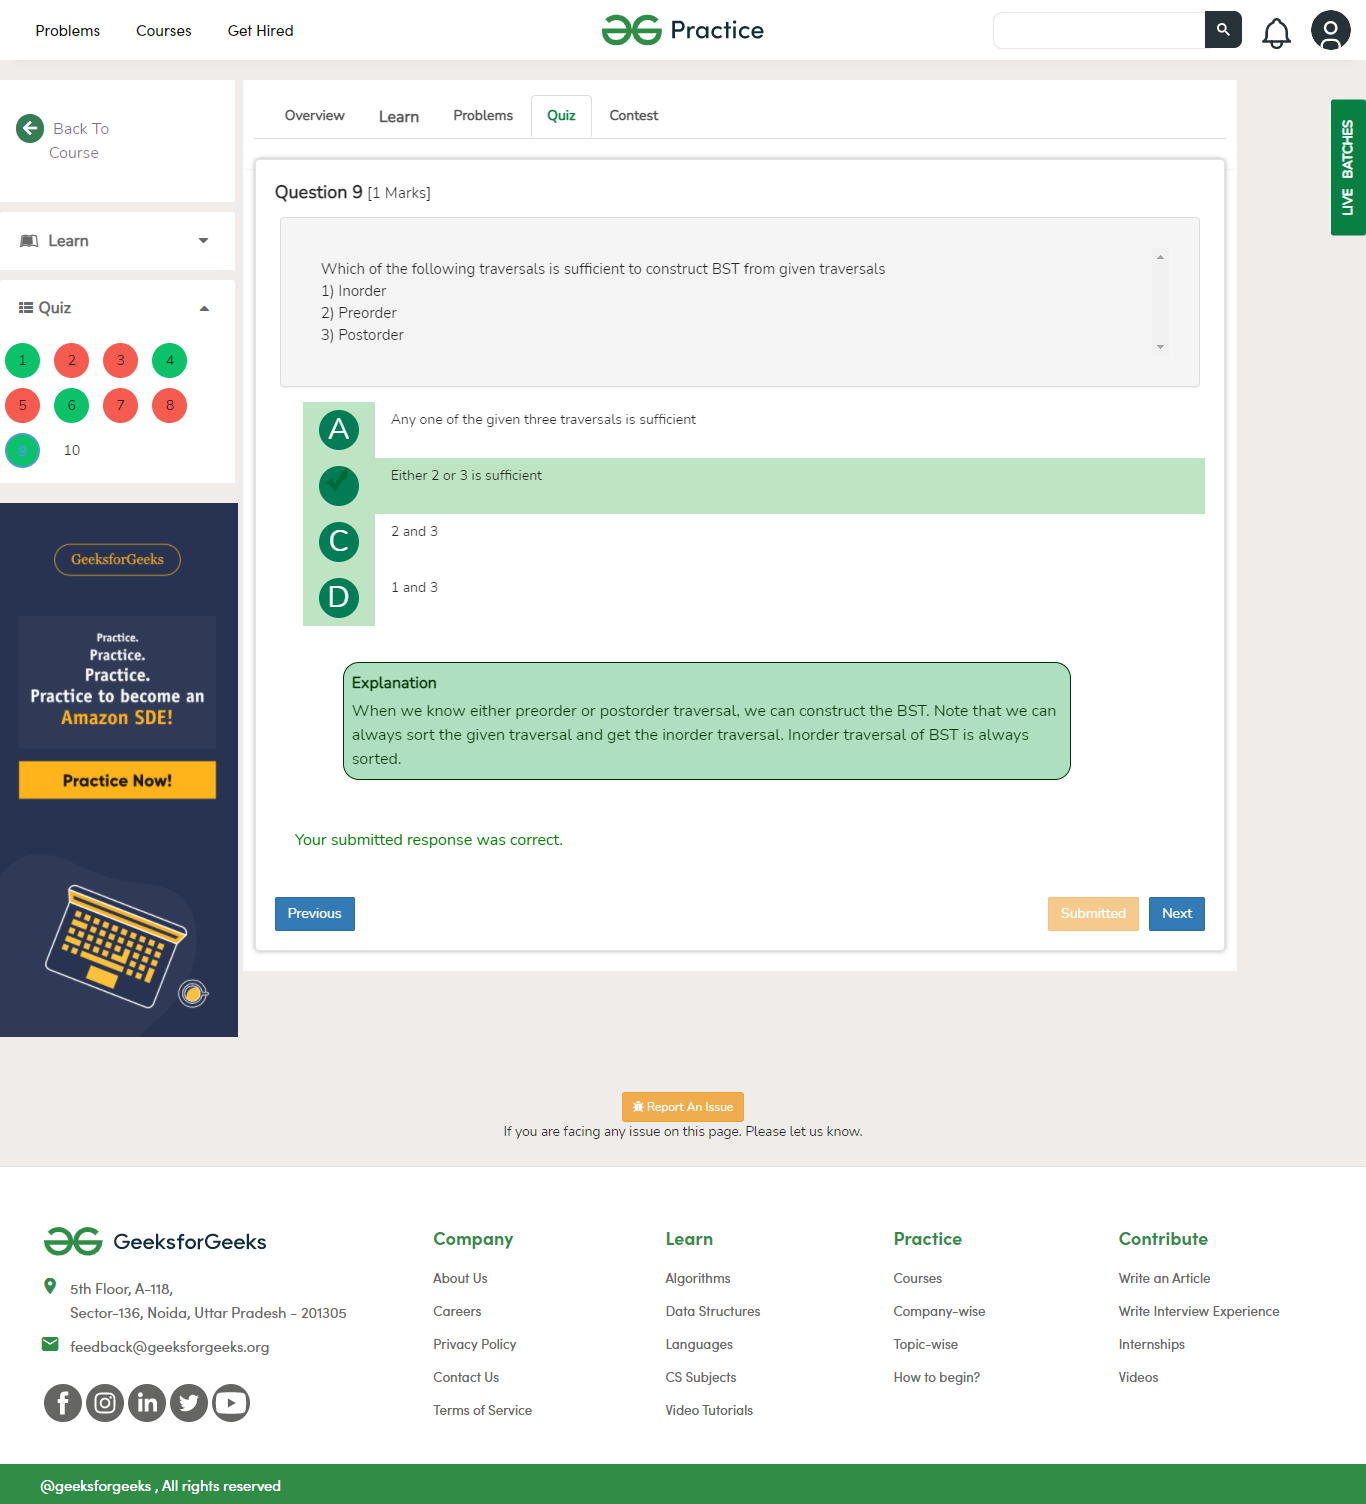 Problems
Courses
Get Hired
Practice
LIVE BATCHES
Back To
Course
Learn
Quiz
1 2 3 4
5 6 7 8
9 10
GeeksforGeeks
Practice.
Practice.
Practice.
Practice to become an
Amazon SDE!
Practice Now!
Overview
Learn
Problems
Quiz
Contest
Question 9 [1 Marks]
Which of the following traversals is sufficient to construct BST from given traversals
1) Inorder
2) Preorder
3) Postorder
A Any one of the given three traversals is sufficient
Either 2 or 3 is sufficient
C 2 and 3
D 1 and 3
Explanation
When we know either preorder or postorder traversal, we can construct the BST. Note that we can
always sort the given traversal and get the inorder traversal. Inorder traversal of BST is always
sorted.
Your submitted response was correct.
Previous
Submitted
Next
Report An Issue
If you are facing any issue on this page. Please let us know.
GeeksforGeeks
5th Floor, A-118,
Sector-136, Noida, Uttar Pradesh - 201305
feedback@geeksforgeeks.org
Company
About Us
Careers
Privacy Policy
Contact Us
Terms of Service
Learn
Algorithms
Data Structures
Languages
CS Subjects
Video Tutorials
Practice
Courses
Company-wise
Topic-wise
How to begin?
Contribute
Write an Article
Write Interview Experience
Internships
Videos
@geeksforgeeks , All rights reserved